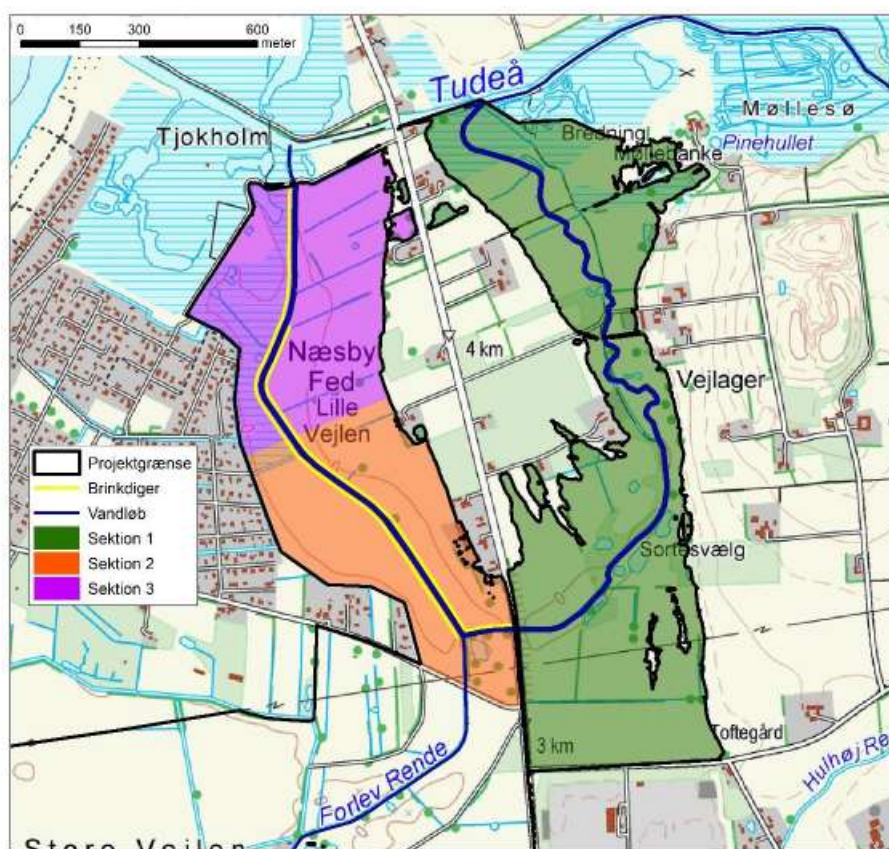 0 150 300 600
meter
Tudeå
Tjokholm
Bredningl
Møllebanke
Møllesø
Pinehullet
Næsby
Fed
Lille
Vejlen
4 km
Vejlager
Projektgrænse
Brinkdiger
Vandløb
Sektion 1
Sektion 2
Sektion 3
Sortesvælg
Toftegård
3 km
Forlev Rende
Hulhøj Re
Store Vejlen